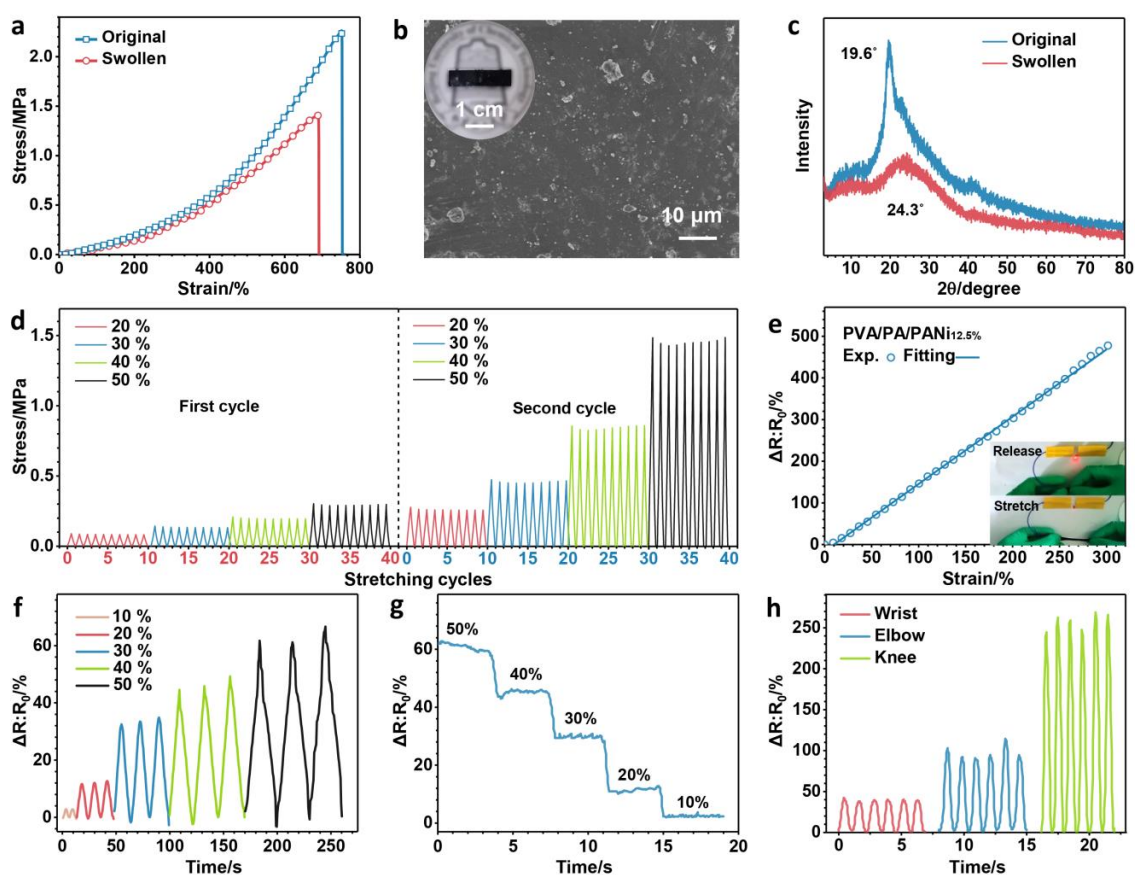 a
Original
Swollen
Stress/MPa
2.0
1.5
1.0
0.5
0.0
0 200 400 600 800
Strain/%
b
1 cm
10 μm
c
Original
Swollen
19.6°
24.3°
Intensity
10 20 30 40 50 60 70 80
2θ/degree
d
20 %
30 %
40 %
50 %
20 %
30 %
40 %
50 %
First cycle
Second cycle
Stress/MPa
1.5
1.0
0.5
0.0
0 5 10 15 20 25 30 35 40 0 5 10 15 20 25 30 35 40
Stretching cycles
e
PVA/PA/PANi12.5%
Exp. Fitting
Release
Stretch
ΔR:R0/%
500
400
300
200
100
0
0 50 100 150 200 250 300
Strain/%
f
10 %
20 %
30 %
40 %
50 %
ΔR:R0/%
60
40
20
0
0 50 100 150 200 250
Time/s
g
50%
40%
30%
20%
10%
ΔR:R0/%
60
40
20
0
0 5 10 15 20
Time/s
h
Wrist
Elbow
Knee
ΔR:R0/%
250
200
150
100
50
0
0 5 10 15 20
Time/s